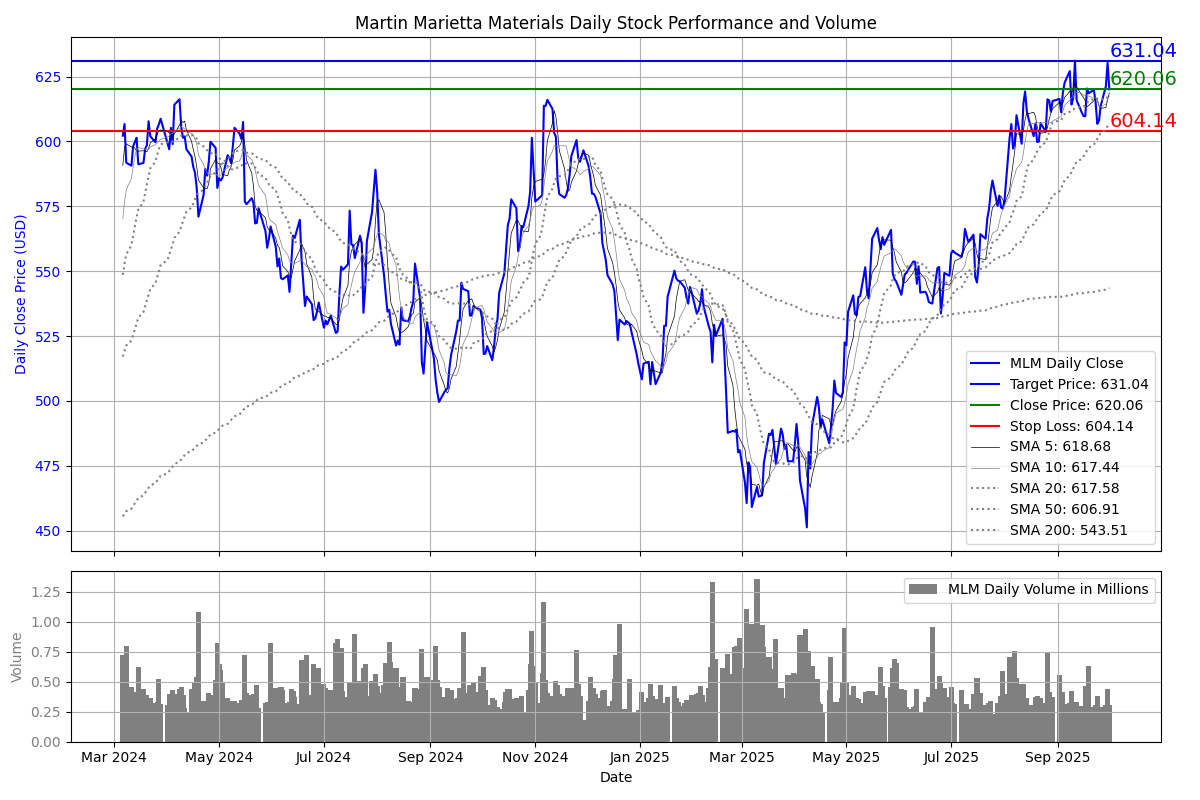 Martin Marietta Materials Daily Stock Performance and Volume
631.04
620.06
604.14
625
600
575
550
525
500
475
450
Daily Close Price (USD)
MLM Daily Close
Target Price: 631.04
Close Price: 620.06
Stop Loss: 604.14
SMA 5: 618.68
SMA 10: 617.44
SMA 20: 617.58
SMA 50: 606.91
SMA 200: 543.51
1.25
1.00
0.75
0.50
0.25
0.00
Volume
MLM Daily Volume in Millions
Mar 2024 May 2024 Jul 2024 Sep 2024 Nov 2024 Jan 2025 Mar 2025 May 2025 Jul 2025 Sep 2025
Date